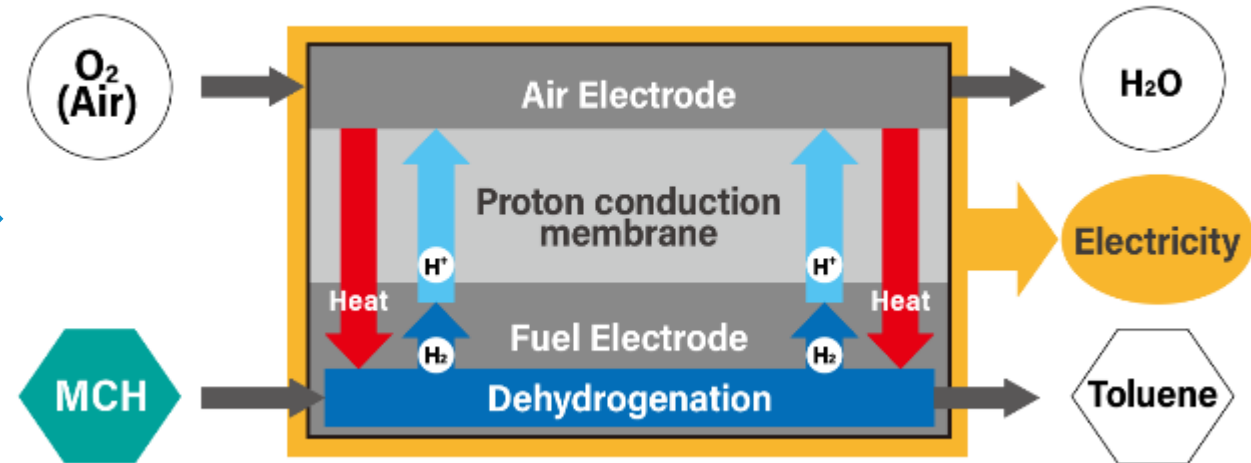 O₂
(Air)
Air Electrode
H₂O
Proton conduction
membrane
Electricity
H⁺
H⁺
Heat
Heat
Fuel Electrode
H₂
H₂
MCH
Dehydrogenation
Toluene